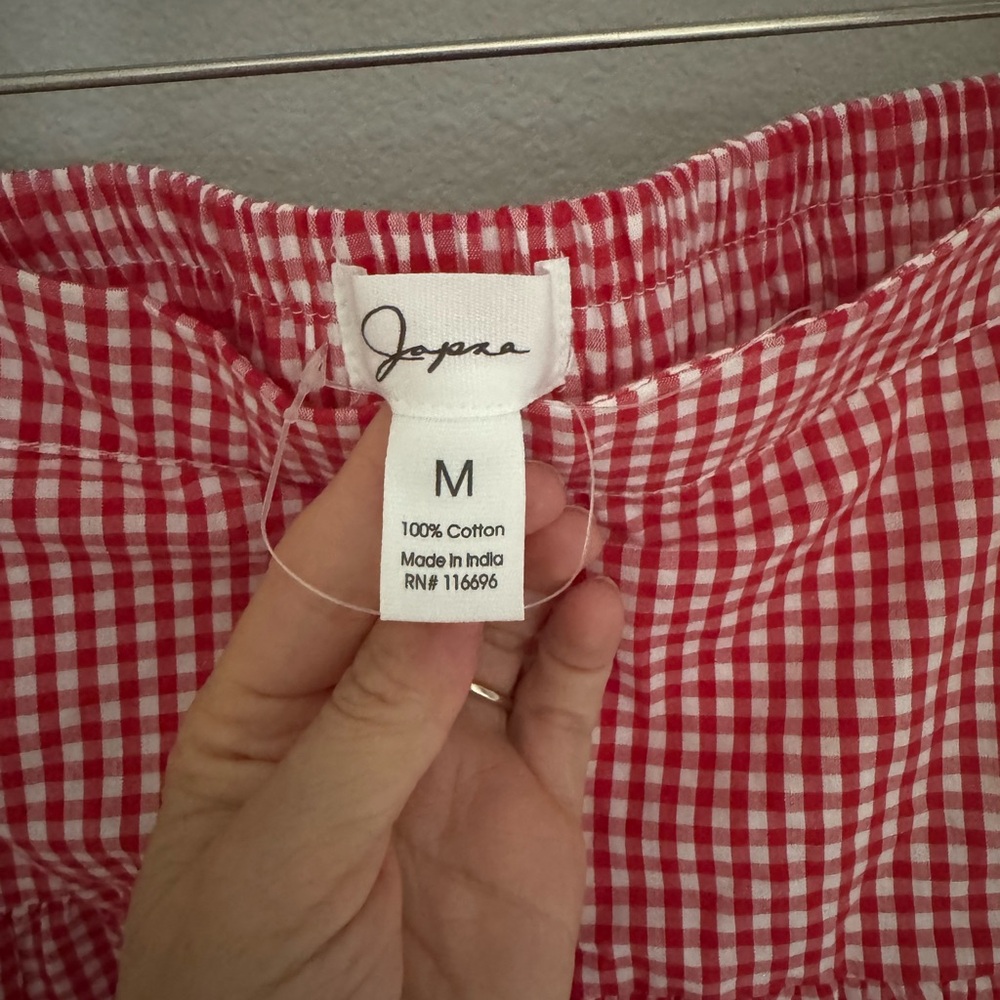 Japna
M
100% Cotton
Made in India
RN# 116696